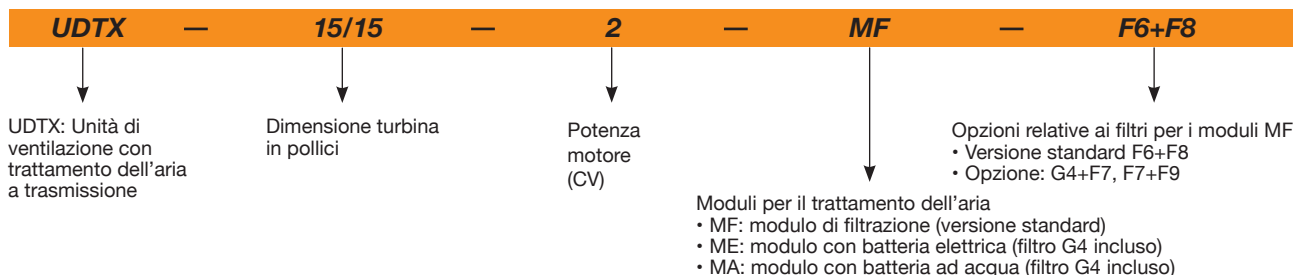 UDTX — 15/15 — 2 — MF — F6+F8
UDTX: Unità di
ventilazione con
trattamento dell'aria
a trasmissione
Dimensione turbina
in pollici
Potenza
motore
(CV)
Moduli per il trattamento dell'aria
• MF: modulo di filtrazione (versione standard)
• ME: modulo con batteria elettrica (filtro G4 incluso)
• MA: modulo con batteria ad acqua (filtro G4 incluso)
Opzioni relative ai filtri per i moduli MF
• Versione standard F6+F8
• Opzione: G4+F7, F7+F9